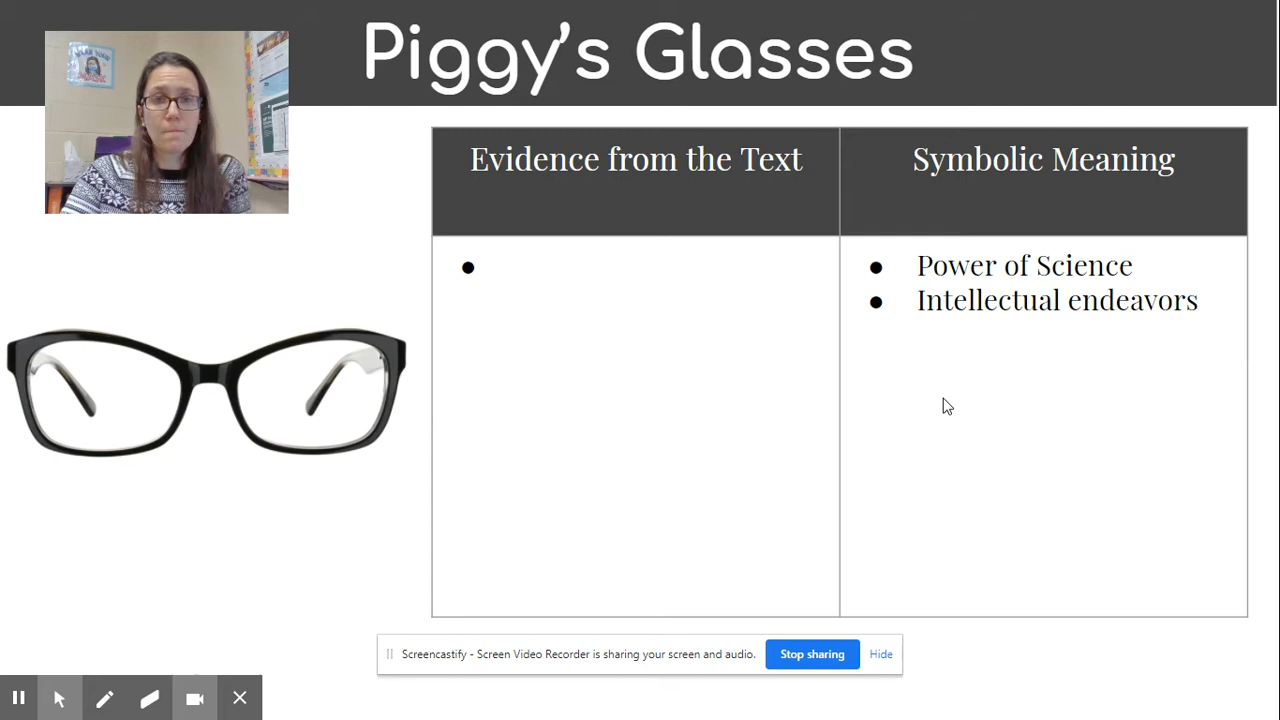 Piggy's Glasses
Evidence from the Text
Symbolic Meaning
● Power of Science
● Intellectual endeavors
Screencastify - Screen Video Recorder is sharing your screen and audio.
Stop sharing
Hide